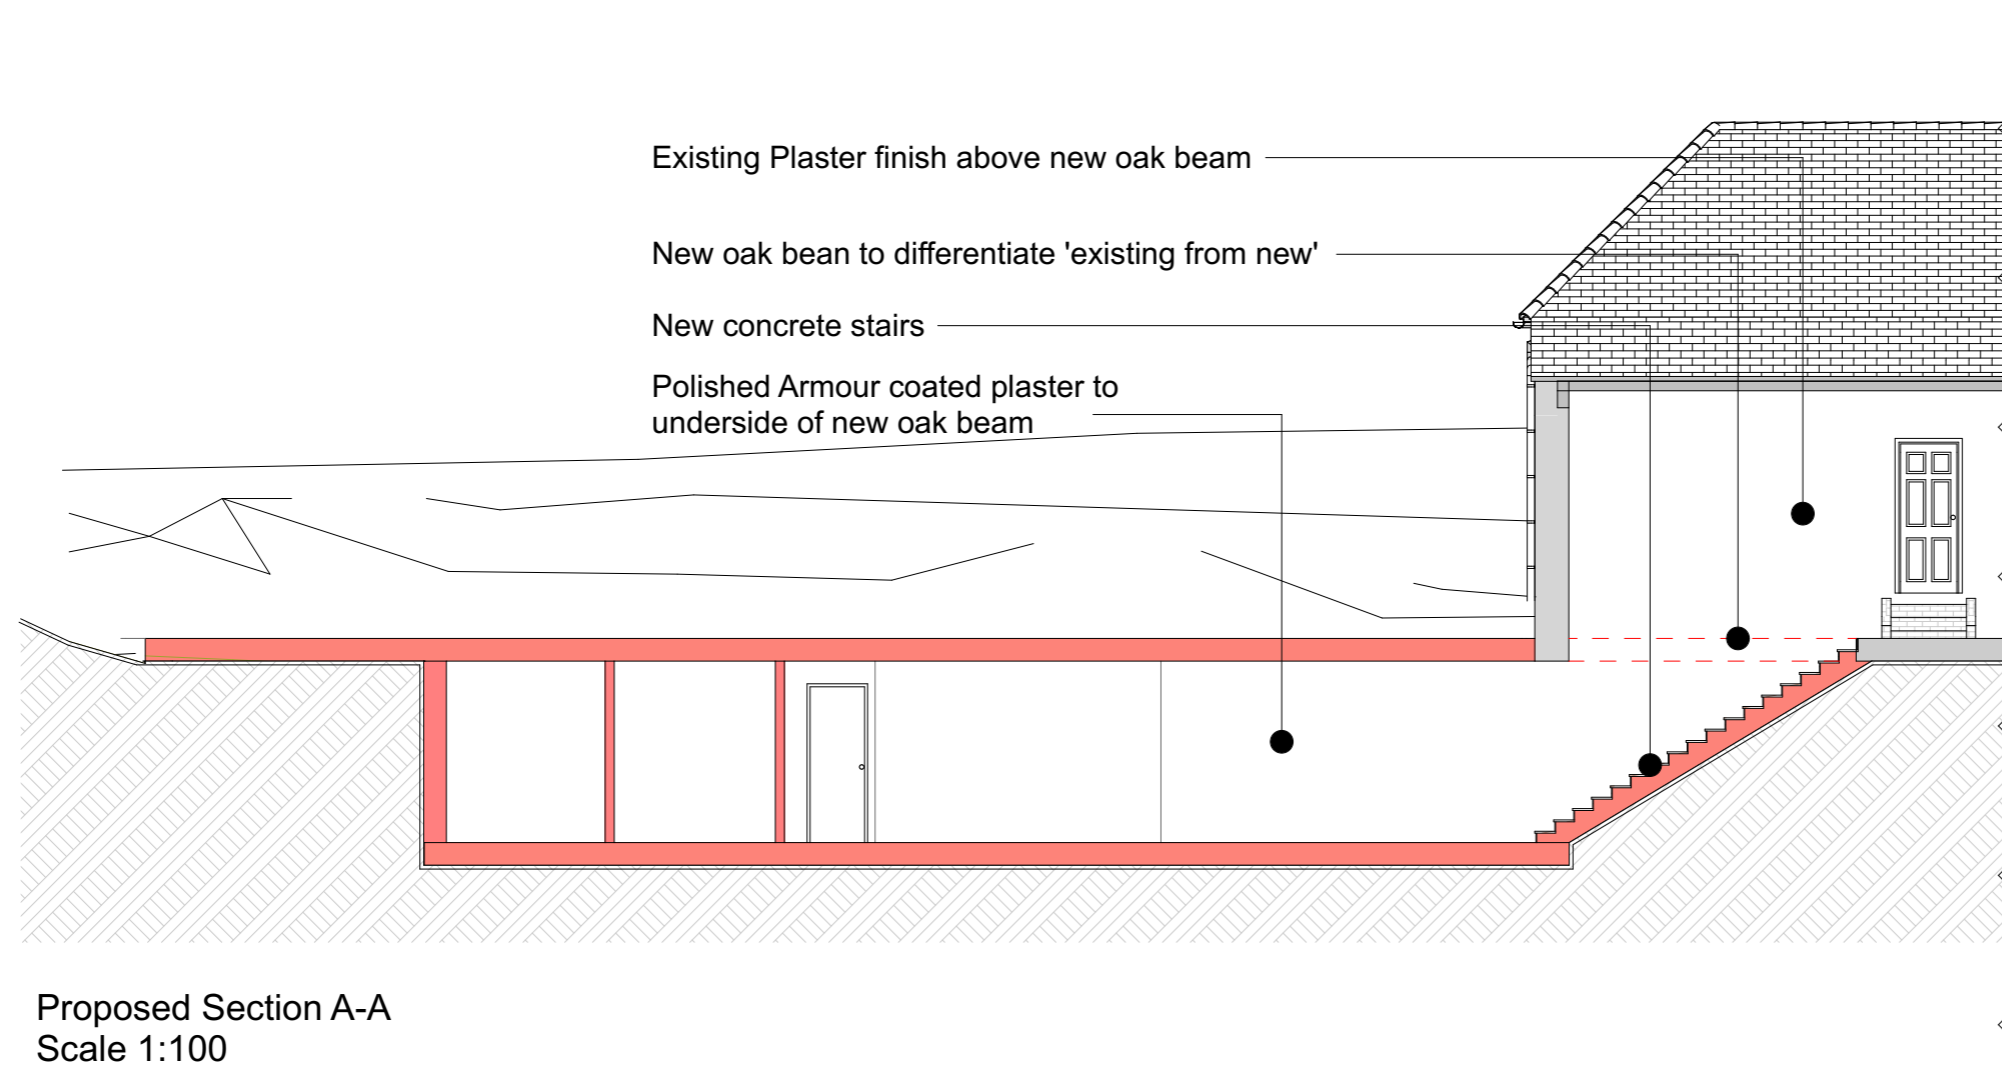 Existing Plaster finish above new oak beam
New oak bean to differentiate 'existing from new'
New concrete stairs
Polished Armour coated plaster to
underside of new oak beam
Proposed Section A-A
Scale 1:100